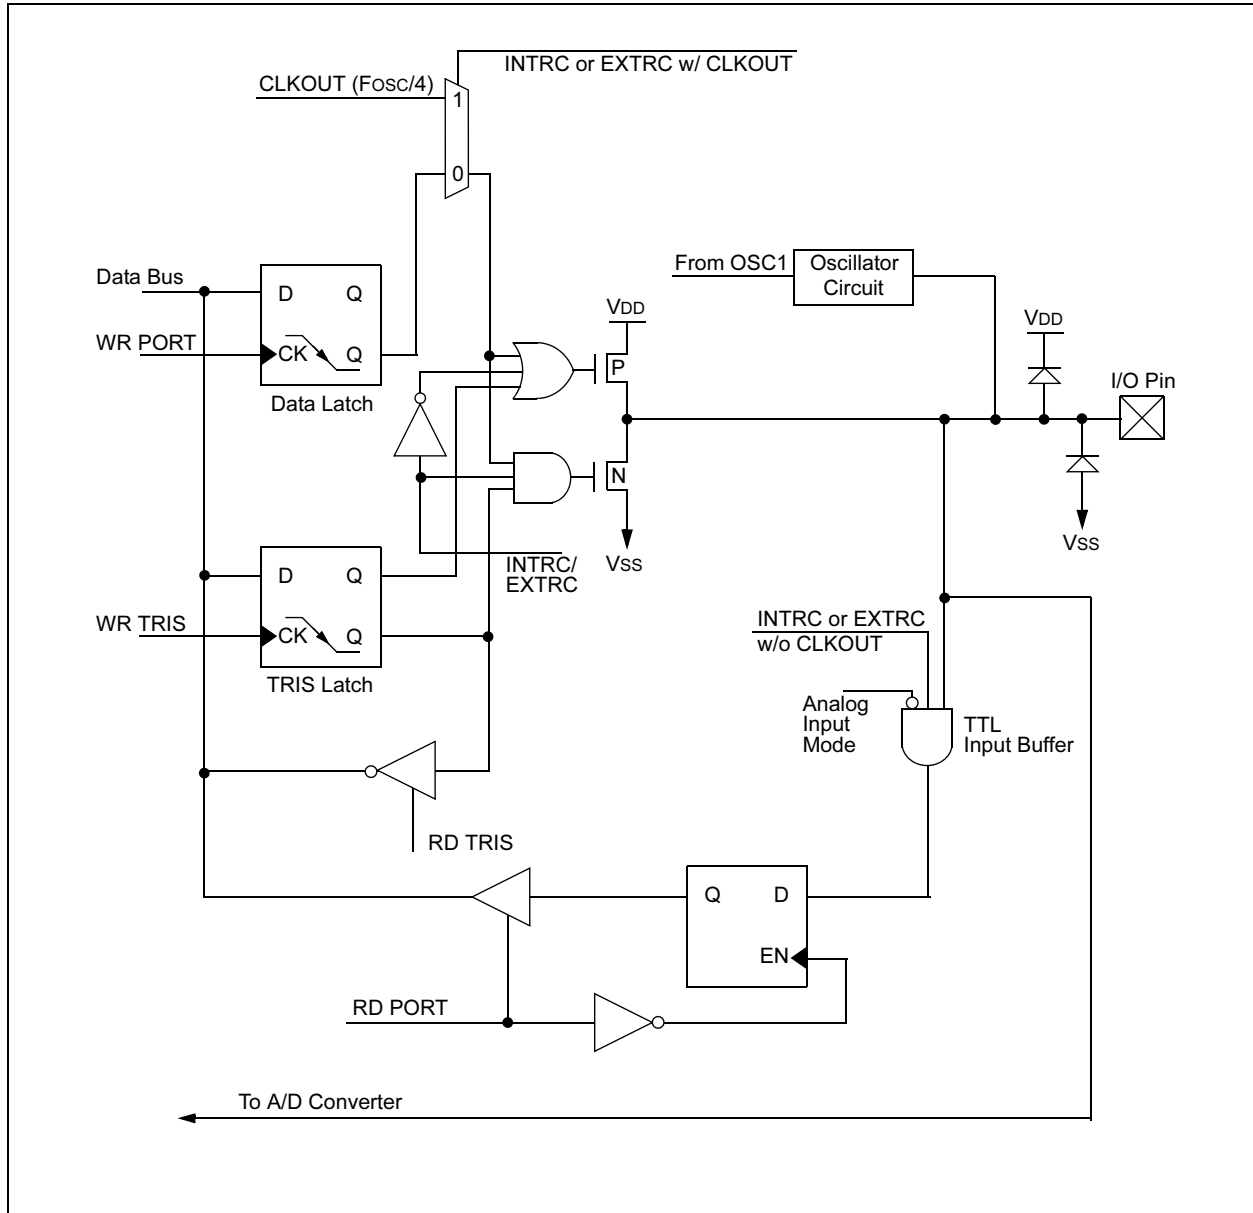 INTRC or EXTRC w/ CLKOUT
CLKOUT (FOSC/4)
1
0
Data Bus
D Q
WR PORT
CK Q
Data Latch
From OSC1
Oscillator
Circuit
VDD
P
VDD
I/O Pin
N
VSS
VSS
INTRC/
EXTRC
D Q
WR TRIS
CK Q
TRIS Latch
INTRC or EXTRC
w/o CLKOUT
Analog
Input
Mode
TTL
Input Buffer
RD TRIS
Q D
EN
RD PORT
To A/D Converter